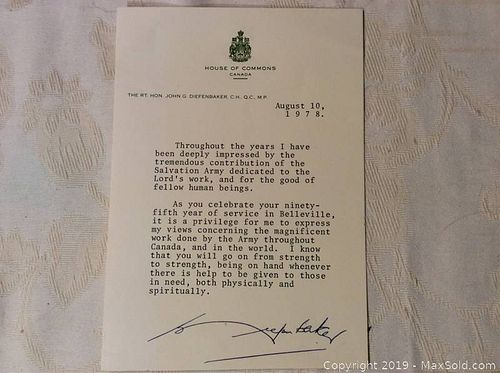 HOUSE OF COMMONS
CANADA
THE RT. HON. JOHN G. DIEFENBAKER, C.H., Q.C., M.P.
August 10,
1978.
Throughout the years I have
been deeply impressed by the
tremendous contribution of the
Salvation Army dedicated to the
Lord's work, and for the good of
fellow human beings.
As you celebrate your ninety-
fifth year of service in Belleville,
it is a privilege for me to express
my views concerning the magnificent
work done by the Army throughout
Canada, and in the world. I know
that you will go on from strength
to strength, being on hand whenever
there is help to be given to those
in need, both physically and
spiritually.
Diefenbaker
Copyright © 2019 - MaxSold.com